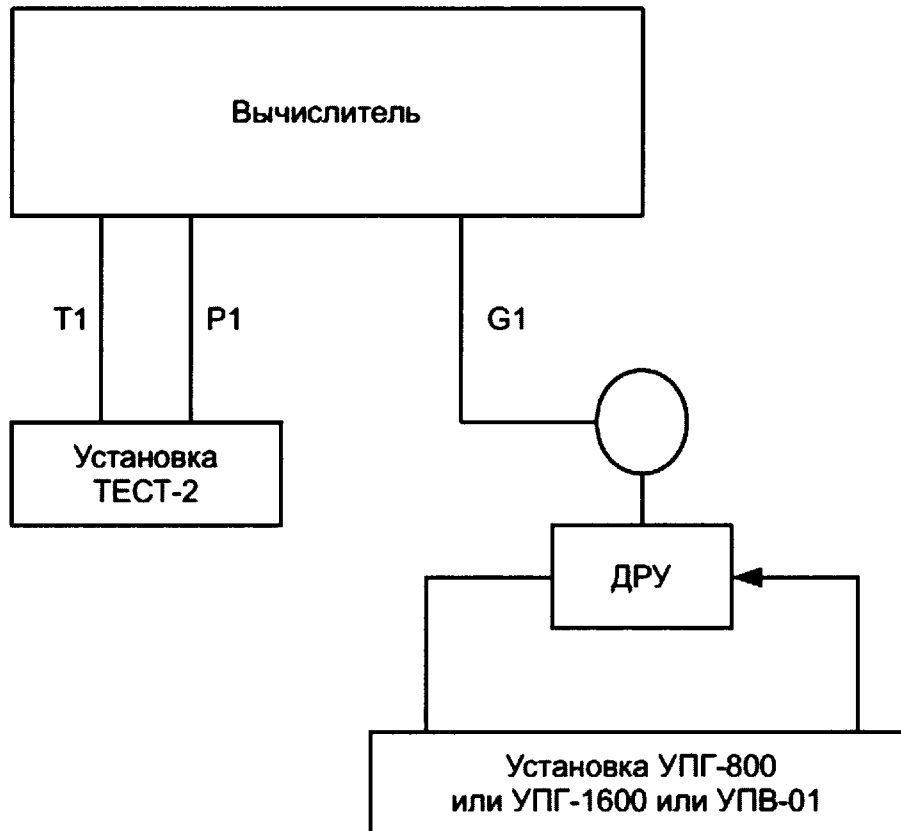 Вычислитель
T1
P1
G1
Установка
ТЕСТ-2
ДРУ
Установка УПГ-800
или УПГ-1600 или УПВ-01